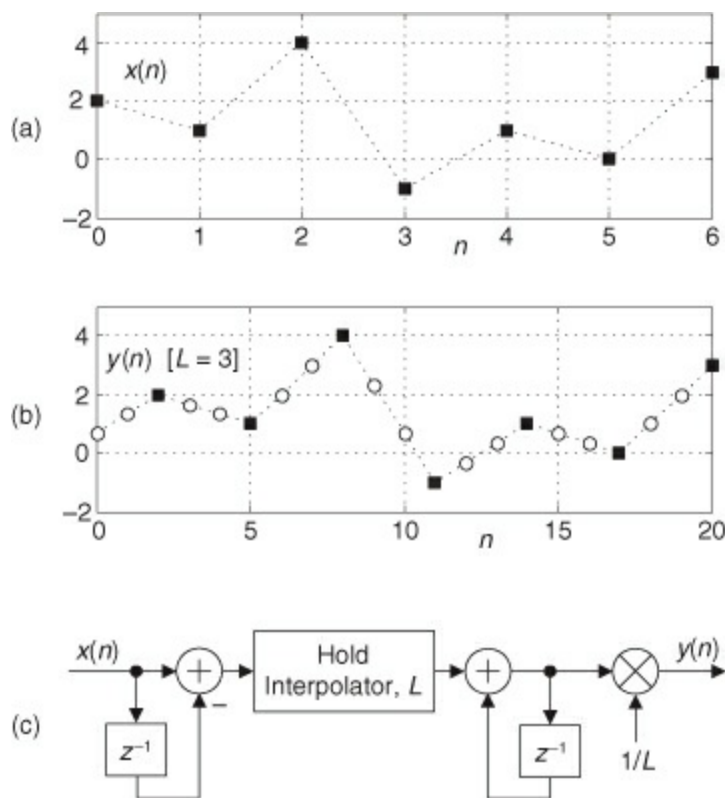 4
x(n)
2
(a)
0
−2
0 1 2 3 4 5 6
n
4
y(n) [L = 3]
2
(b)
0
−2
0 5 10 15 20
n
x(n)
Hold
Interpolator, L
y(n)
+
+
−
(c)
z⁻¹
z⁻¹
1/L